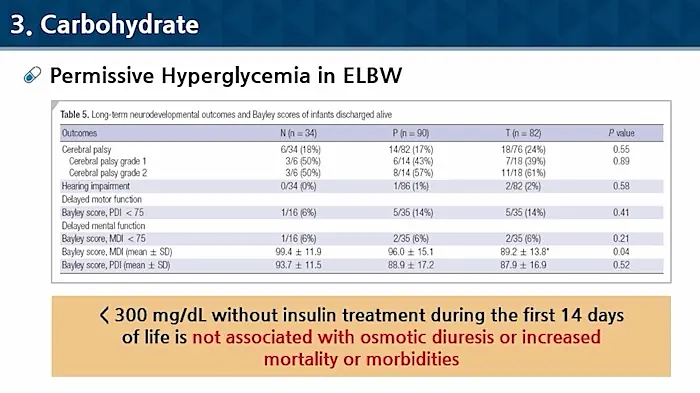 3. Carbohydrate
Permissive Hyperglycemia in ELBW
Table 5. Long-term neurodevelopmental outcomes and Bayley scores of infants discharged alive
Outcomes N (n = 34) P (n = 90) T (n = 82) P value
Cerebral palsy 6/34 (18%) 14/82 (17%) 18/76 (24%) 0.55
Cerebral palsy grade 1 3/6 (50%) 6/14 (43%) 7/18 (39%) 0.89
Cerebral palsy grade 2 3/6 (50%) 8/14 (57%) 11/18 (61%)
Hearing impairment 0/34 (0%) 1/86 (1%) 2/82 (2%) 0.58
Delayed motor function
Bayley score, PDI < 75 1/16 (6%) 5/35 (14%) 5/35 (14%) 0.41
Delayed mental function
Bayley score, MDI < 75 1/16 (6%) 2/35 (6%) 2/35 (6%) 0.21
Bayley score, MDI (mean ± SD) 99.4 ± 11.9 96.0 ± 15.1 89.2 ± 13.8* 0.04
Bayley score, PDI (mean ± SD) 93.7 ± 11.5 88.9 ± 17.2 87.9 ± 16.9 0.52
< 300 mg/dL without insulin treatment during the first 14 days
of life is not associated with osmotic diuresis or increased
mortality or morbidities